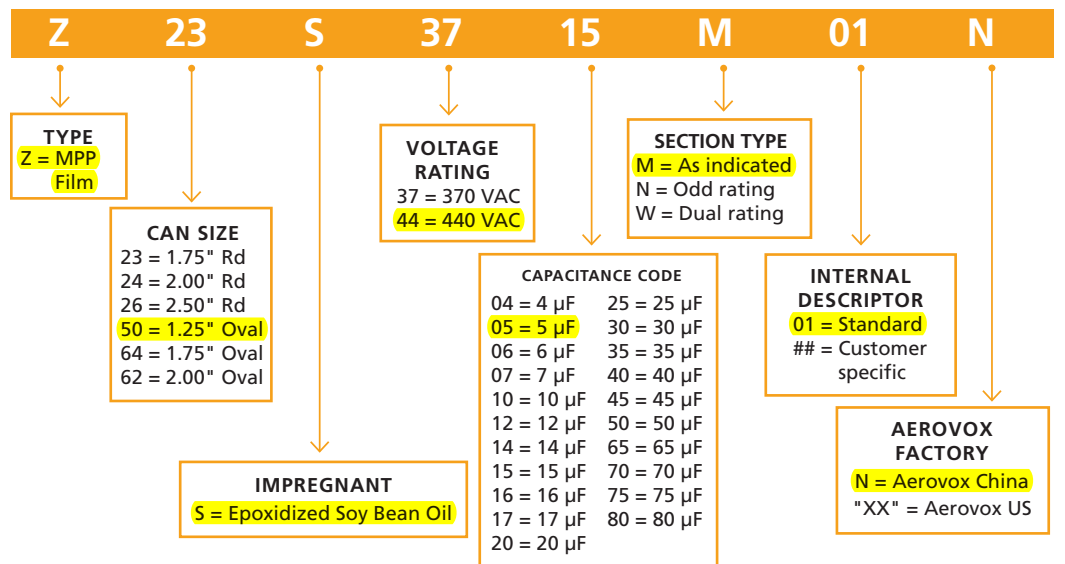 Z 23 S 37 15 M 01 N
TYPE
Z = MPP
Film
CAN SIZE
23 = 1.75" Rd
24 = 2.00" Rd
26 = 2.50" Rd
50 = 1.25" Oval
64 = 1.75" Oval
62 = 2.00" Oval
IMPREGNANT
S = Epoxidized Soy Bean Oil
VOLTAGE
RATING
37 = 370 VAC
44 = 440 VAC
CAPACITANCE CODE
04 = 4 µF
05 = 5 µF
06 = 6 µF
07 = 7 µF
10 = 10 µF
12 = 12 µF
14 = 14 µF
15 = 15 µF
16 = 16 µF
17 = 17 µF
20 = 20 µF
25 = 25 µF
30 = 30 µF
35 = 35 µF
40 = 40 µF
45 = 45 µF
50 = 50 µF
65 = 65 µF
70 = 70 µF
75 = 75 µF
80 = 80 µF
SECTION TYPE
M = As indicated
N = Odd rating
W = Dual rating
INTERNAL
DESCRIPTOR
01 = Standard
## = Customer
specific
AEROVOX
FACTORY
N = Aerovox China
"XX" = Aerovox US